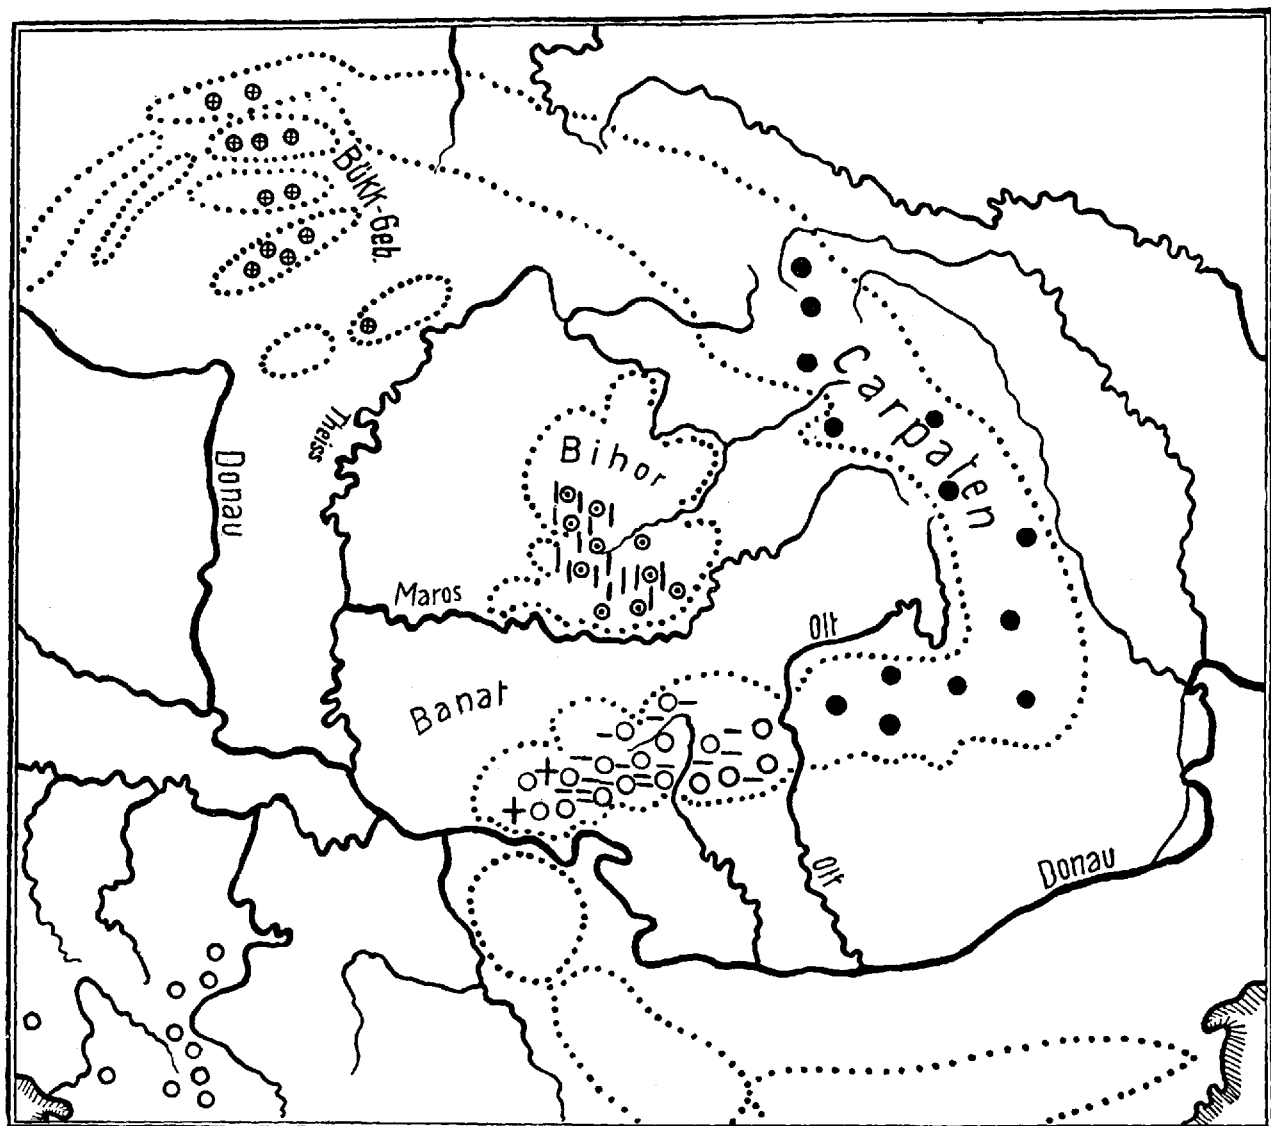 Bükk-Geb.
Carpaten
Theiss
Bihor
Donau
Maros
Olt
Banat
Olt
Donau